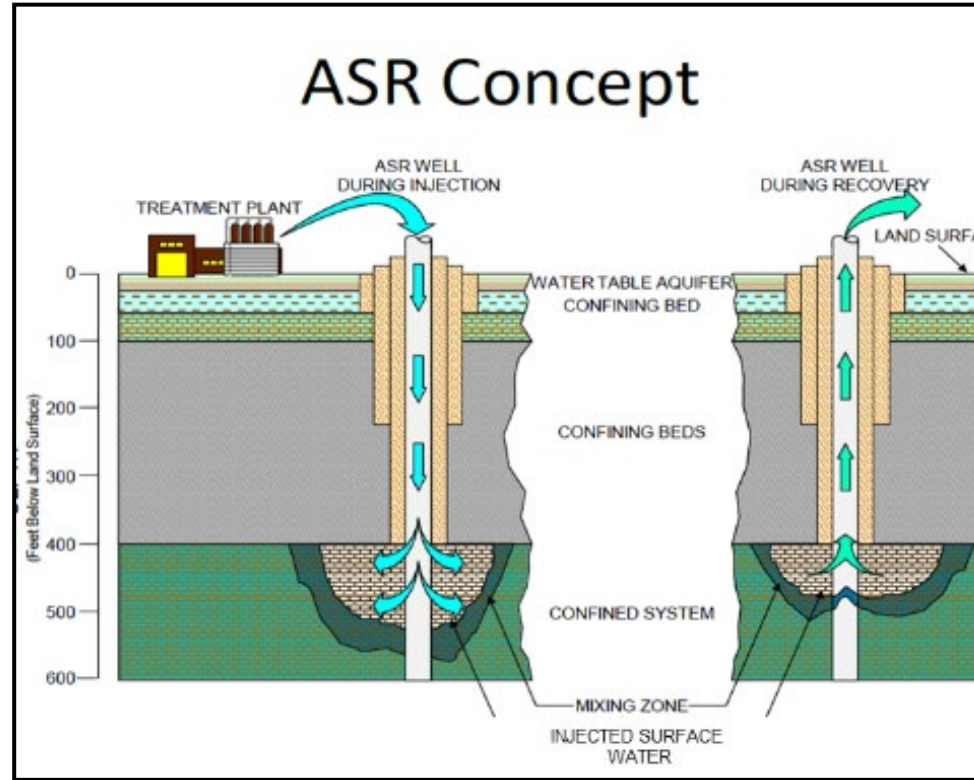 ASR Concept
ASR WELL
DURING INJECTION
ASR WELL
DURING RECOVERY
TREATMENT PLANT
LAND SURFA
0
WATER TABLE AQUIFER
CONFINING BED
100
200
CONFINING BEDS
300
(Feet Below Land Surface)
400
500
CONFINED SYSTEM
600
MIXING ZONE
INJECTED SURFACE
WATER